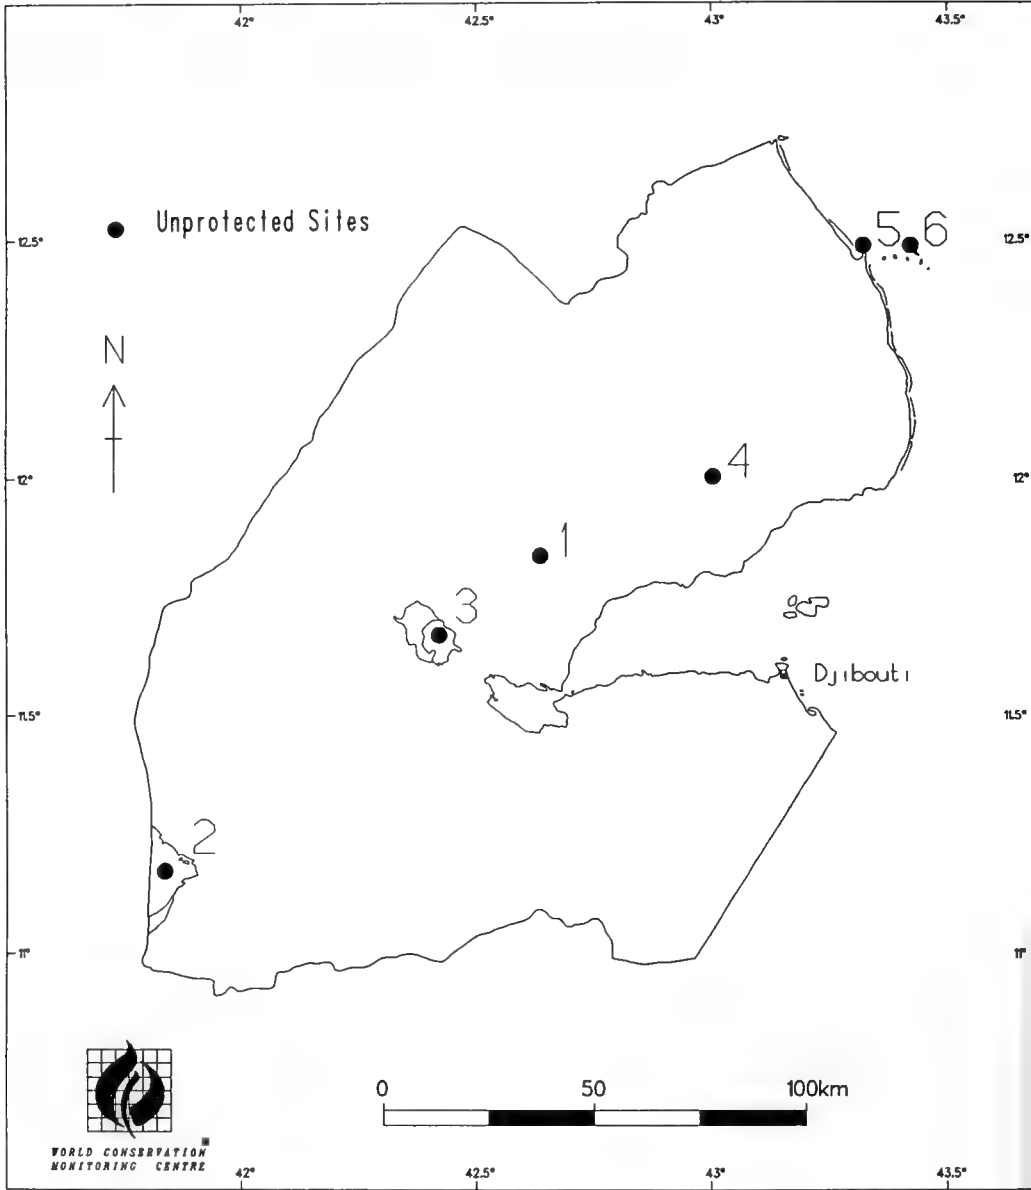 42° 42.5° 43° 43.5°
Unprotected Sites
12.5° 5 6 12.5°
N
4
12° 12°
1
3
Djibouti
11.5° 11.5°
2
11° 11°
0 50 100km
WORLD CONSERVATION
MONITORING CENTRE
42° 42.5° 43° 43.5°